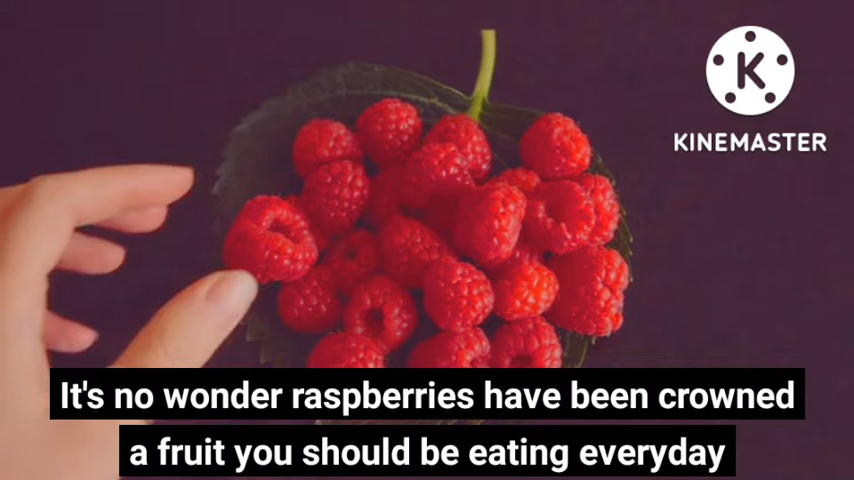 K
KINEMASTER
It's no wonder raspberries have been crowned
a fruit you should be eating everyday